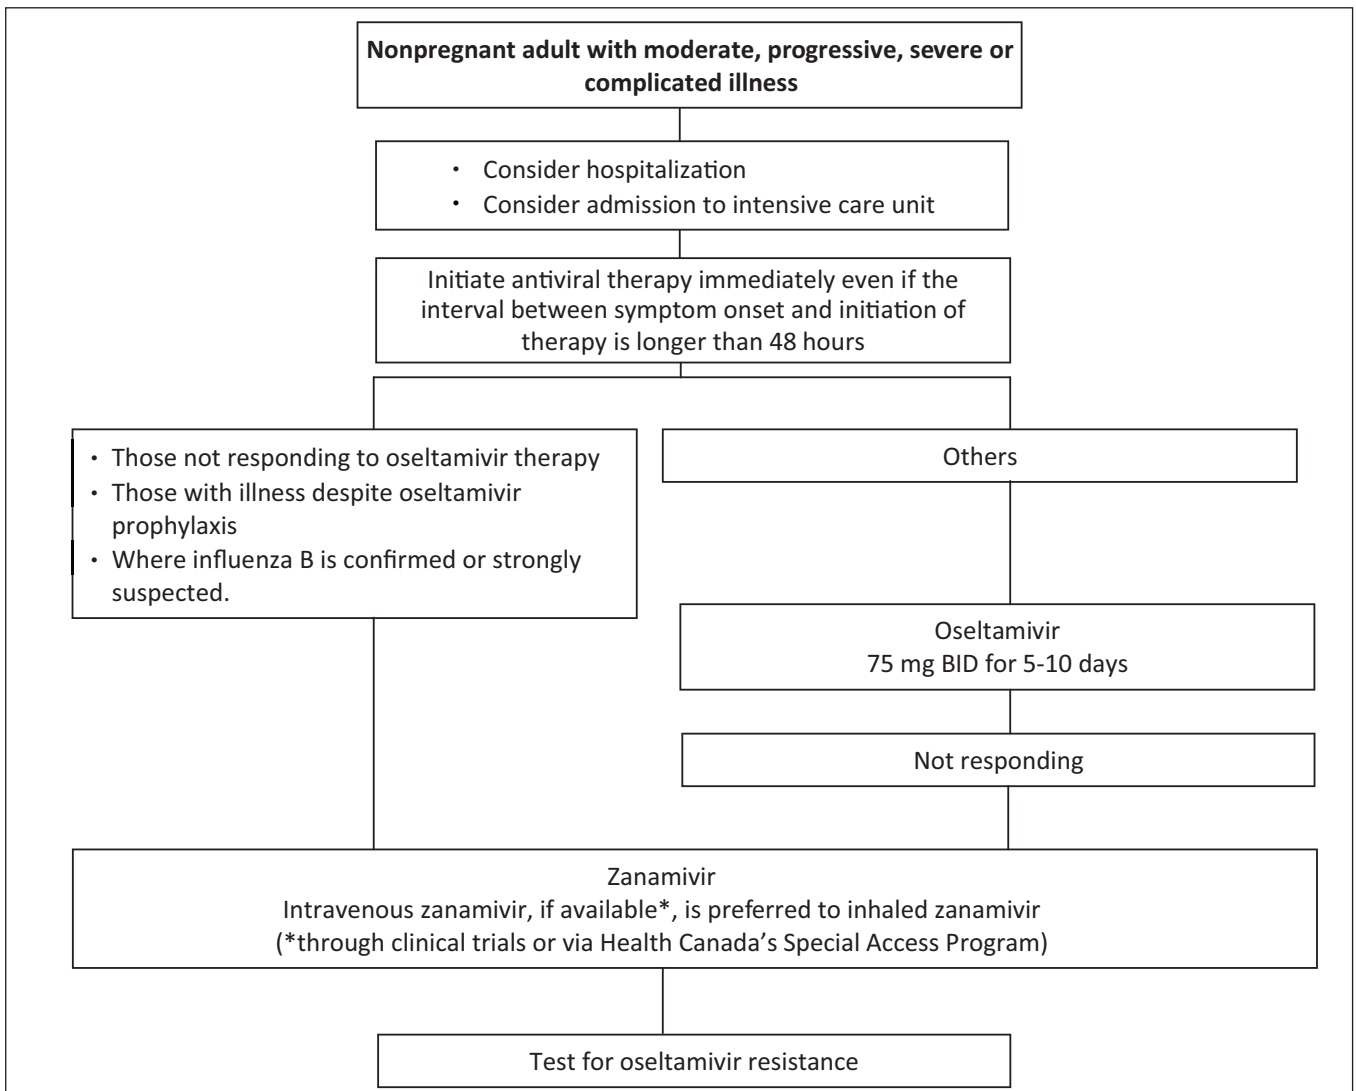 Nonpregnant adult with moderate, progressive, severe or
complicated illness
• Consider hospitalization
• Consider admission to intensive care unit
Initiate antiviral therapy immediately even if the
interval between symptom onset and initiation of
therapy is longer than 48 hours
• Those not responding to oseltamivir therapy
• Those with illness despite oseltamivir
prophylaxis
• Where influenza B is confirmed or strongly
suspected.
Others
Oseltamivir
75 mg BID for 5-10 days
Not responding
Zanamivir
Intravenous zanamivir, if available*, is preferred to inhaled zanamivir
(*through clinical trials or via Health Canada’s Special Access Program)
Test for oseltamivir resistance